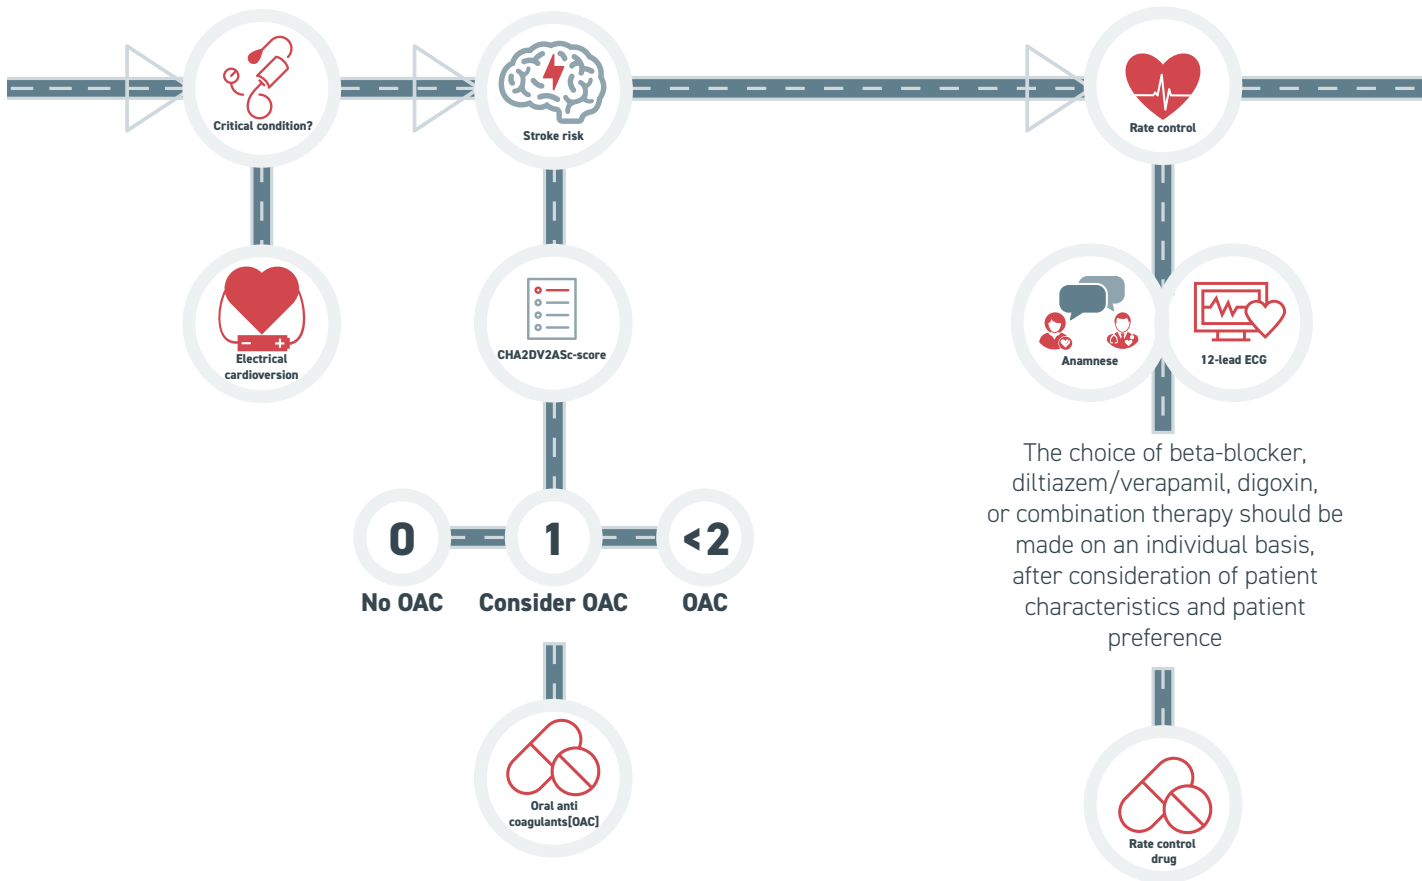 Critical condition?
Stroke risk
Rate control
Electrical
cardioversion
CHA2DV2ASc-score
Anamnese
12-lead ECG
0
1
<2
No OAC
Consider OAC
OAC
The choice of beta-blocker,
diltiazem/verapamil, digoxin,
or combination therapy should be
made on an individual basis,
after consideration of patient
characteristics and patient
preference
Oral anti
coagulants[OAC]
Rate control
drug